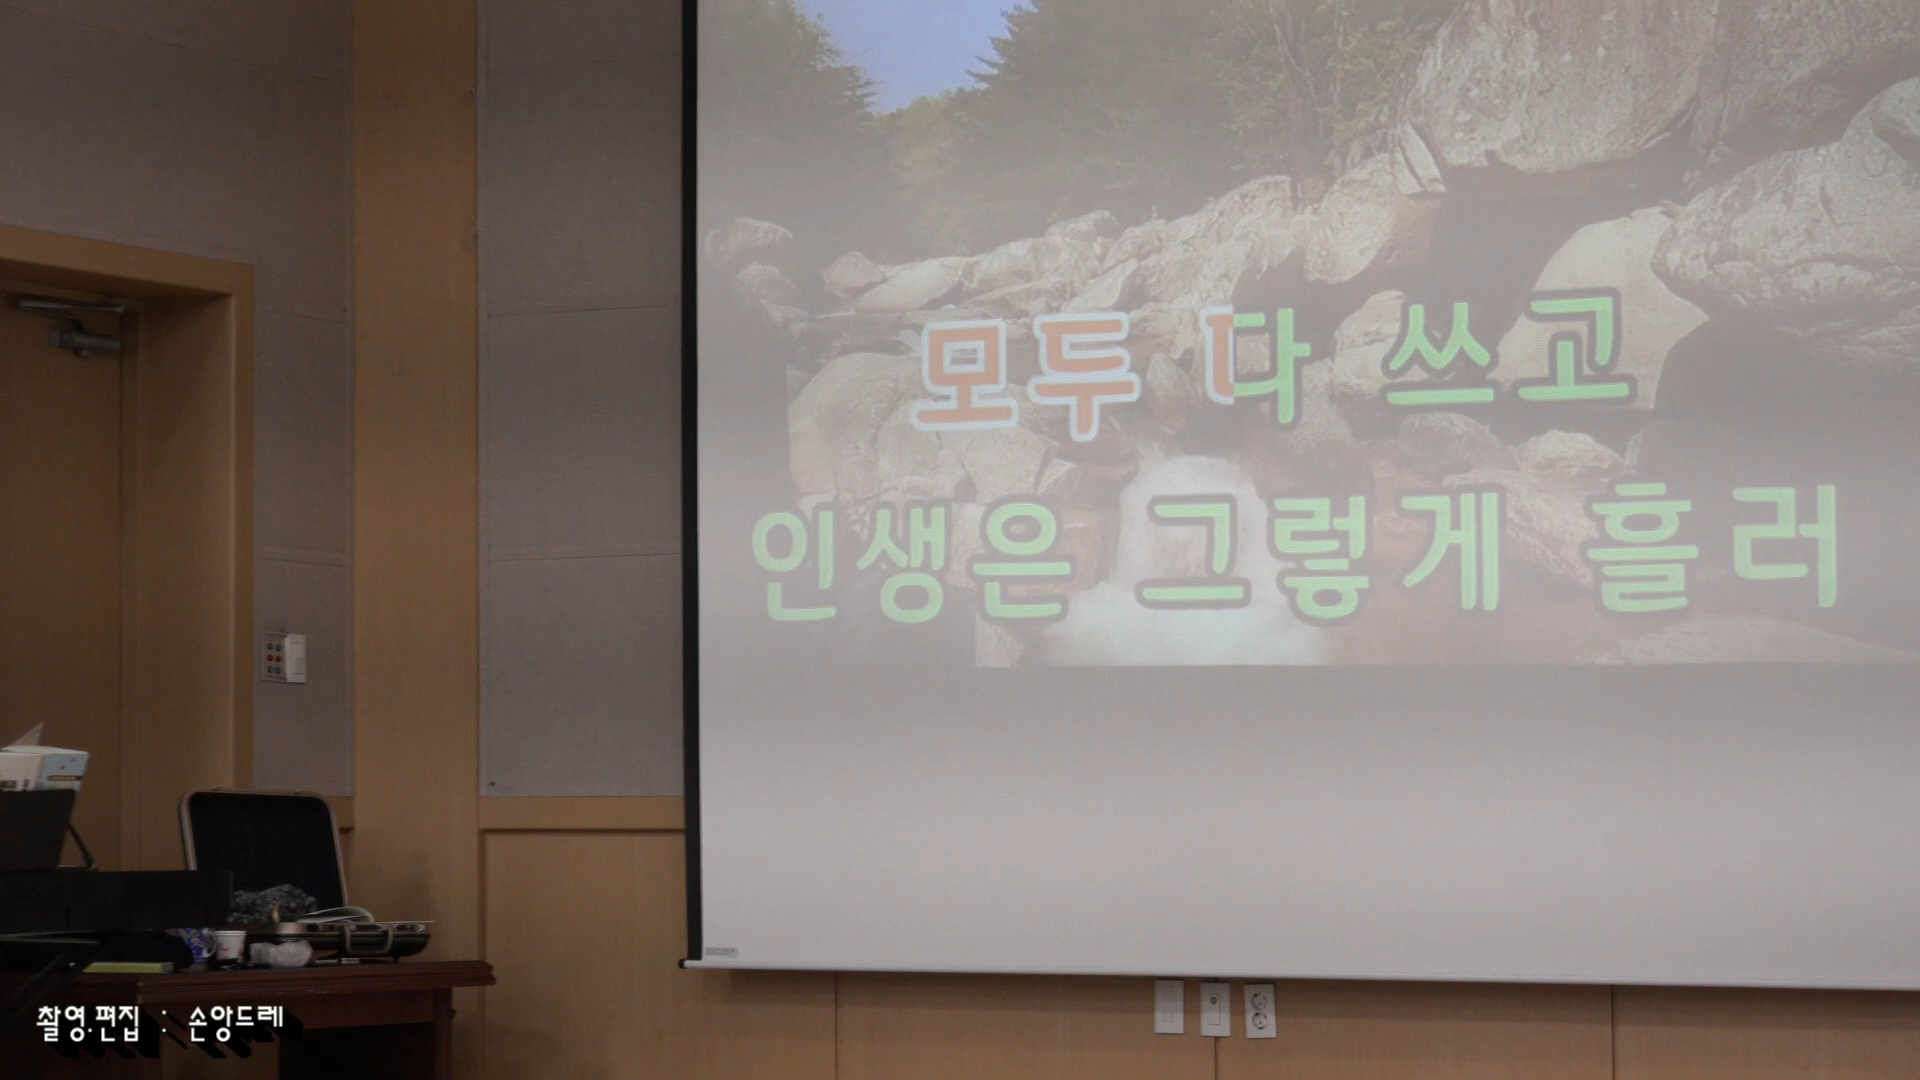 모두 다 쓰고
인생은 그렇게 흘러
촬영.편집 : 손앙드레